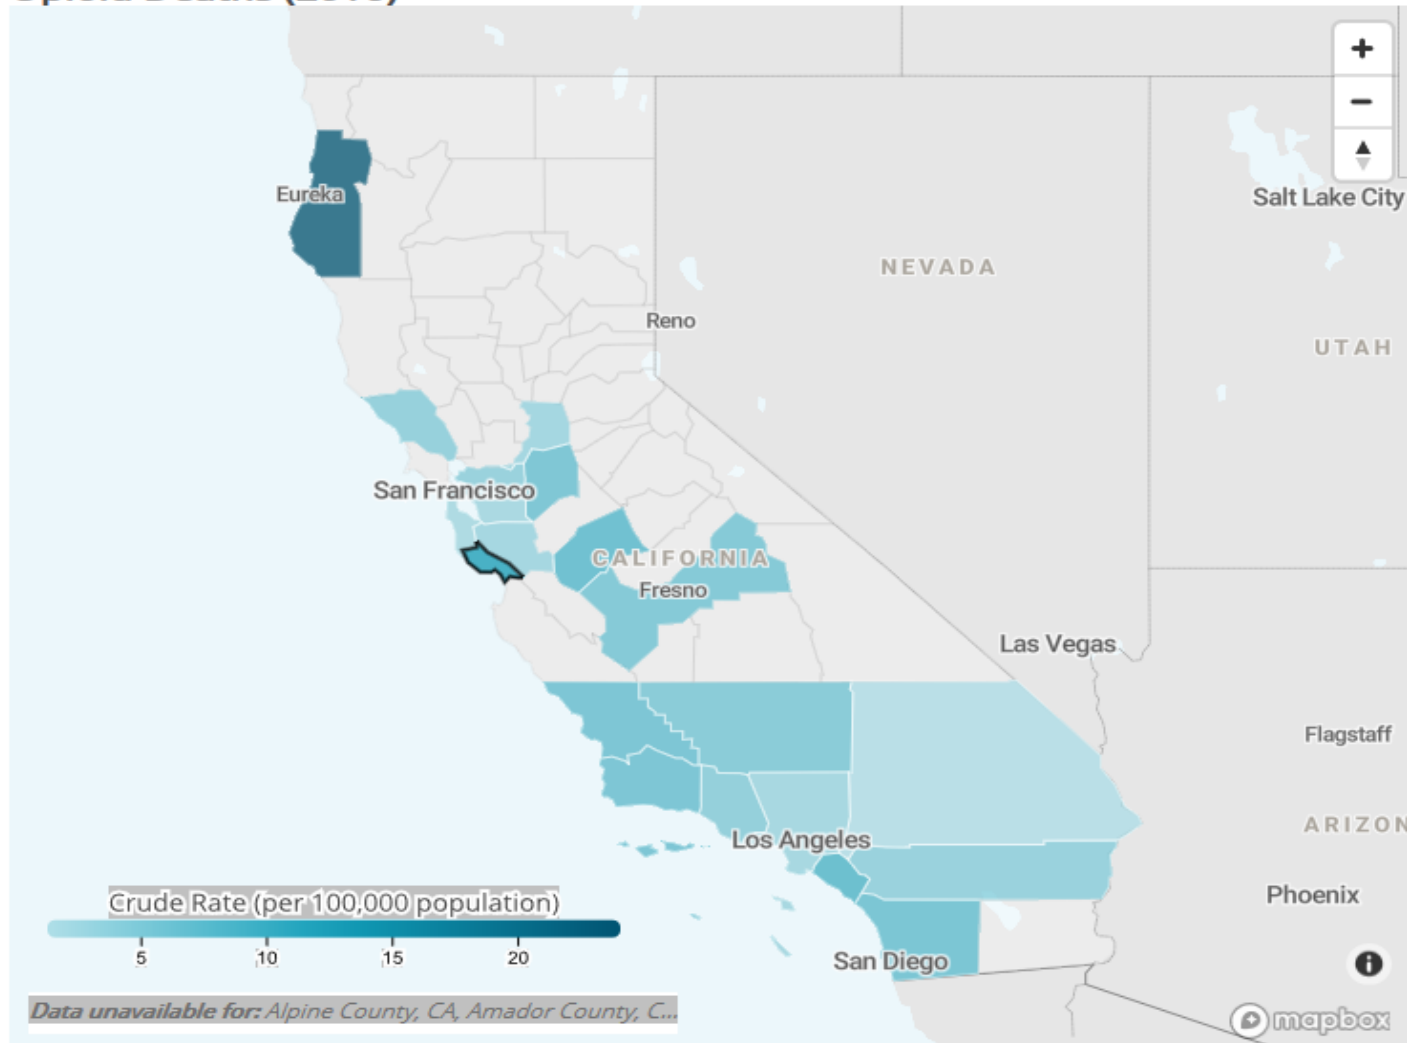 Eureka
Reno
NEVADA
Salt Lake City
UTAH
San Francisco
CALIFORNIA
Fresno
Las Vegas
Flagstaff
ARIZON
Los Angeles
Phoenix
San Diego
Crude Rate (per 100,000 population)
5 10 15 20
Data unavailable for: Alpine County, CA, Amador County, C...
mapbox